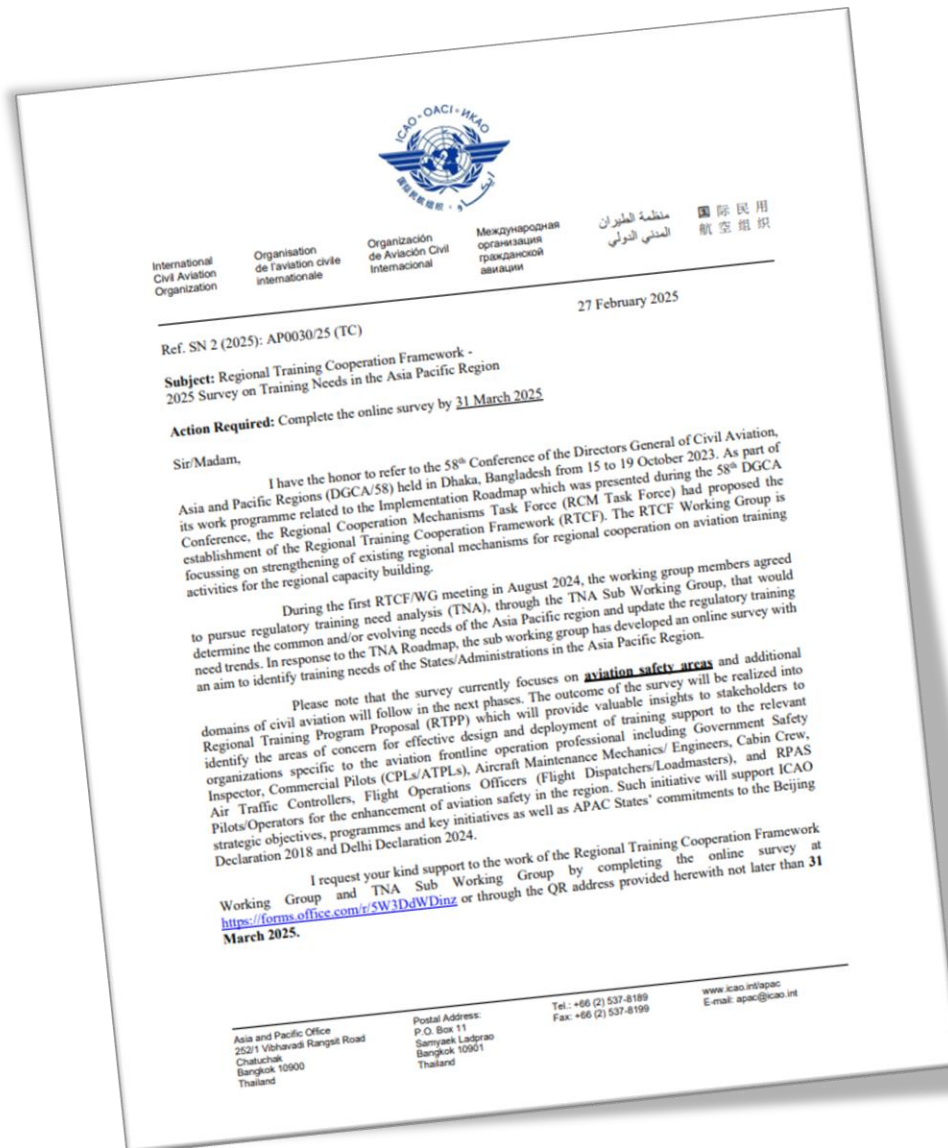 ICAO · OACI · ИКАО
国际民航组织 · ايكاو
International
Civil Aviation
Organization
Organisation
de l'aviation civile
internationale
Organización
de Aviación Civil
Internacional
Международная
организация
гражданской
авиации
منظمة الطيران
المدني الدولي
国际民用
航空组织
27 February 2025
Ref. SN 2 (2025): AP0030/25 (TC)
Subject: Regional Training Cooperation Framework -
2025 Survey on Training Needs in the Asia Pacific Region
Action Required: Complete the online survey by 31 March 2025
Sir/Madam,
I have the honor to refer to the 58th Conference of the Directors General of Civil Aviation,
Asia and Pacific Regions (DGCA/58) held in Dhaka, Bangladesh from 15 to 19 October 2023. As part of
its work programme related to the Implementation Roadmap which was presented during the 58th DGCA
Conference, the Regional Cooperation Mechanisms Task Force (RCM Task Force) had proposed the
establishment of the Regional Training Cooperation Framework (RTCF). The RTCF Working Group is
focussing on strengthening of existing regional mechanisms for regional cooperation on aviation training
activities for the regional capacity building.
During the first RTCF/WG meeting in August 2024, the working group members agreed
to pursue regulatory training need analysis (TNA), through the TNA Sub Working Group, that would
determine the common and/or evolving needs of the Asia Pacific region and update the regulatory training
need trends. In response to the TNA Roadmap, the sub working group has developed an online survey with
an aim to identify training needs of the States/Administrations in the Asia Pacific Region.
Please note that the survey currently focuses on aviation safety areas and additional
domains of civil aviation will follow in the next phases. The outcome of the survey will be realized into
Regional Training Program Proposal (RTPP) which will provide valuable insights to stakeholders to
identify the areas of concern for effective design and deployment of training support to the relevant
organizations specific to the aviation frontline operation professional including Government Safety
Inspector, Commercial Pilots (CPLs/ATPLs), Aircraft Maintenance Mechanics/ Engineers, Cabin Crew,
Air Traffic Controllers, Flight Operations Officers (Flight Dispatchers/Loadmasters), and RPAS
Pilots/Operators for the enhancement of aviation safety in the region. Such initiative will support ICAO
strategic objectives, programmes and key initiatives as well as APAC States' commitments to the Beijing
Declaration 2018 and Delhi Declaration 2024.
I request your kind support to the work of the Regional Training Cooperation Framework
Working Group and TNA Sub Working Group by completing the online survey at
https://forms.office.com/r/5W3DdWDinz or through the QR address provided herewith not later than 31
March 2025.
Asia and Pacific Office
252/1 Vibhavadi Rangsit Road
Chatuchak
Bangkok 10900
Thailand
Postal Address:
P.O. Box 11
Samyaek Ladprao
Bangkok 10901
Thailand
Tel.: +66 (2) 537-8189
Fax: +66 (2) 537-8199
www.icao.int/apac
E-mail: apac@icao.int